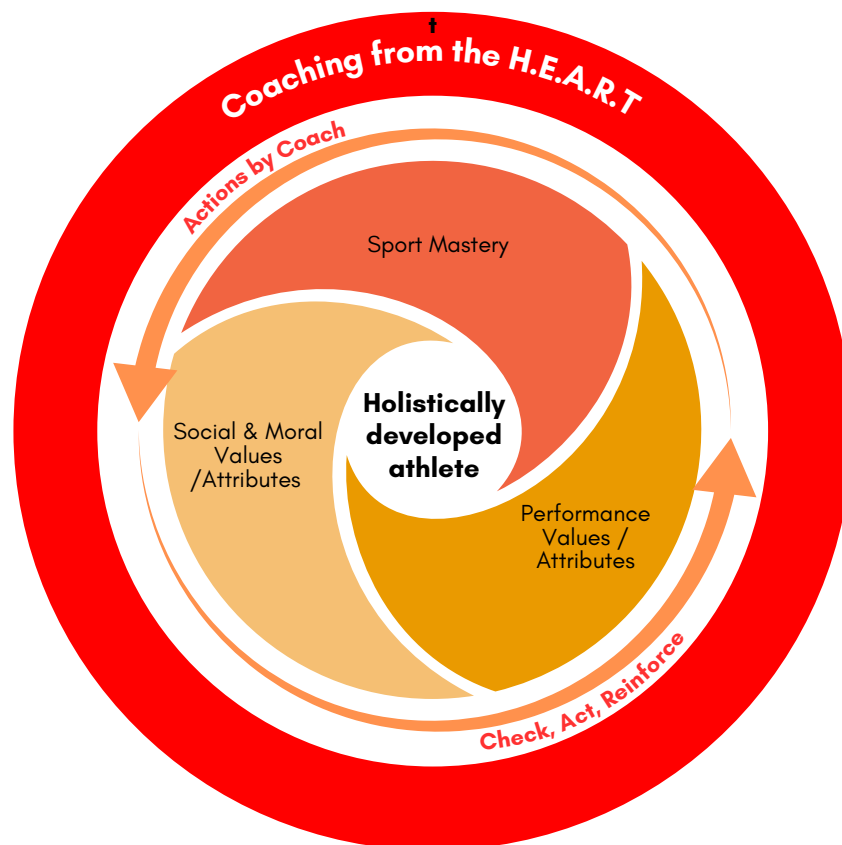 t
Coaching from the H.E.A.R.T
Actions by Coach
Sport Mastery
Holistically
developed
athlete
Social & Moral
Values
/Attributes
Performance
Values /
Attributes
Check, Act, Reinforce